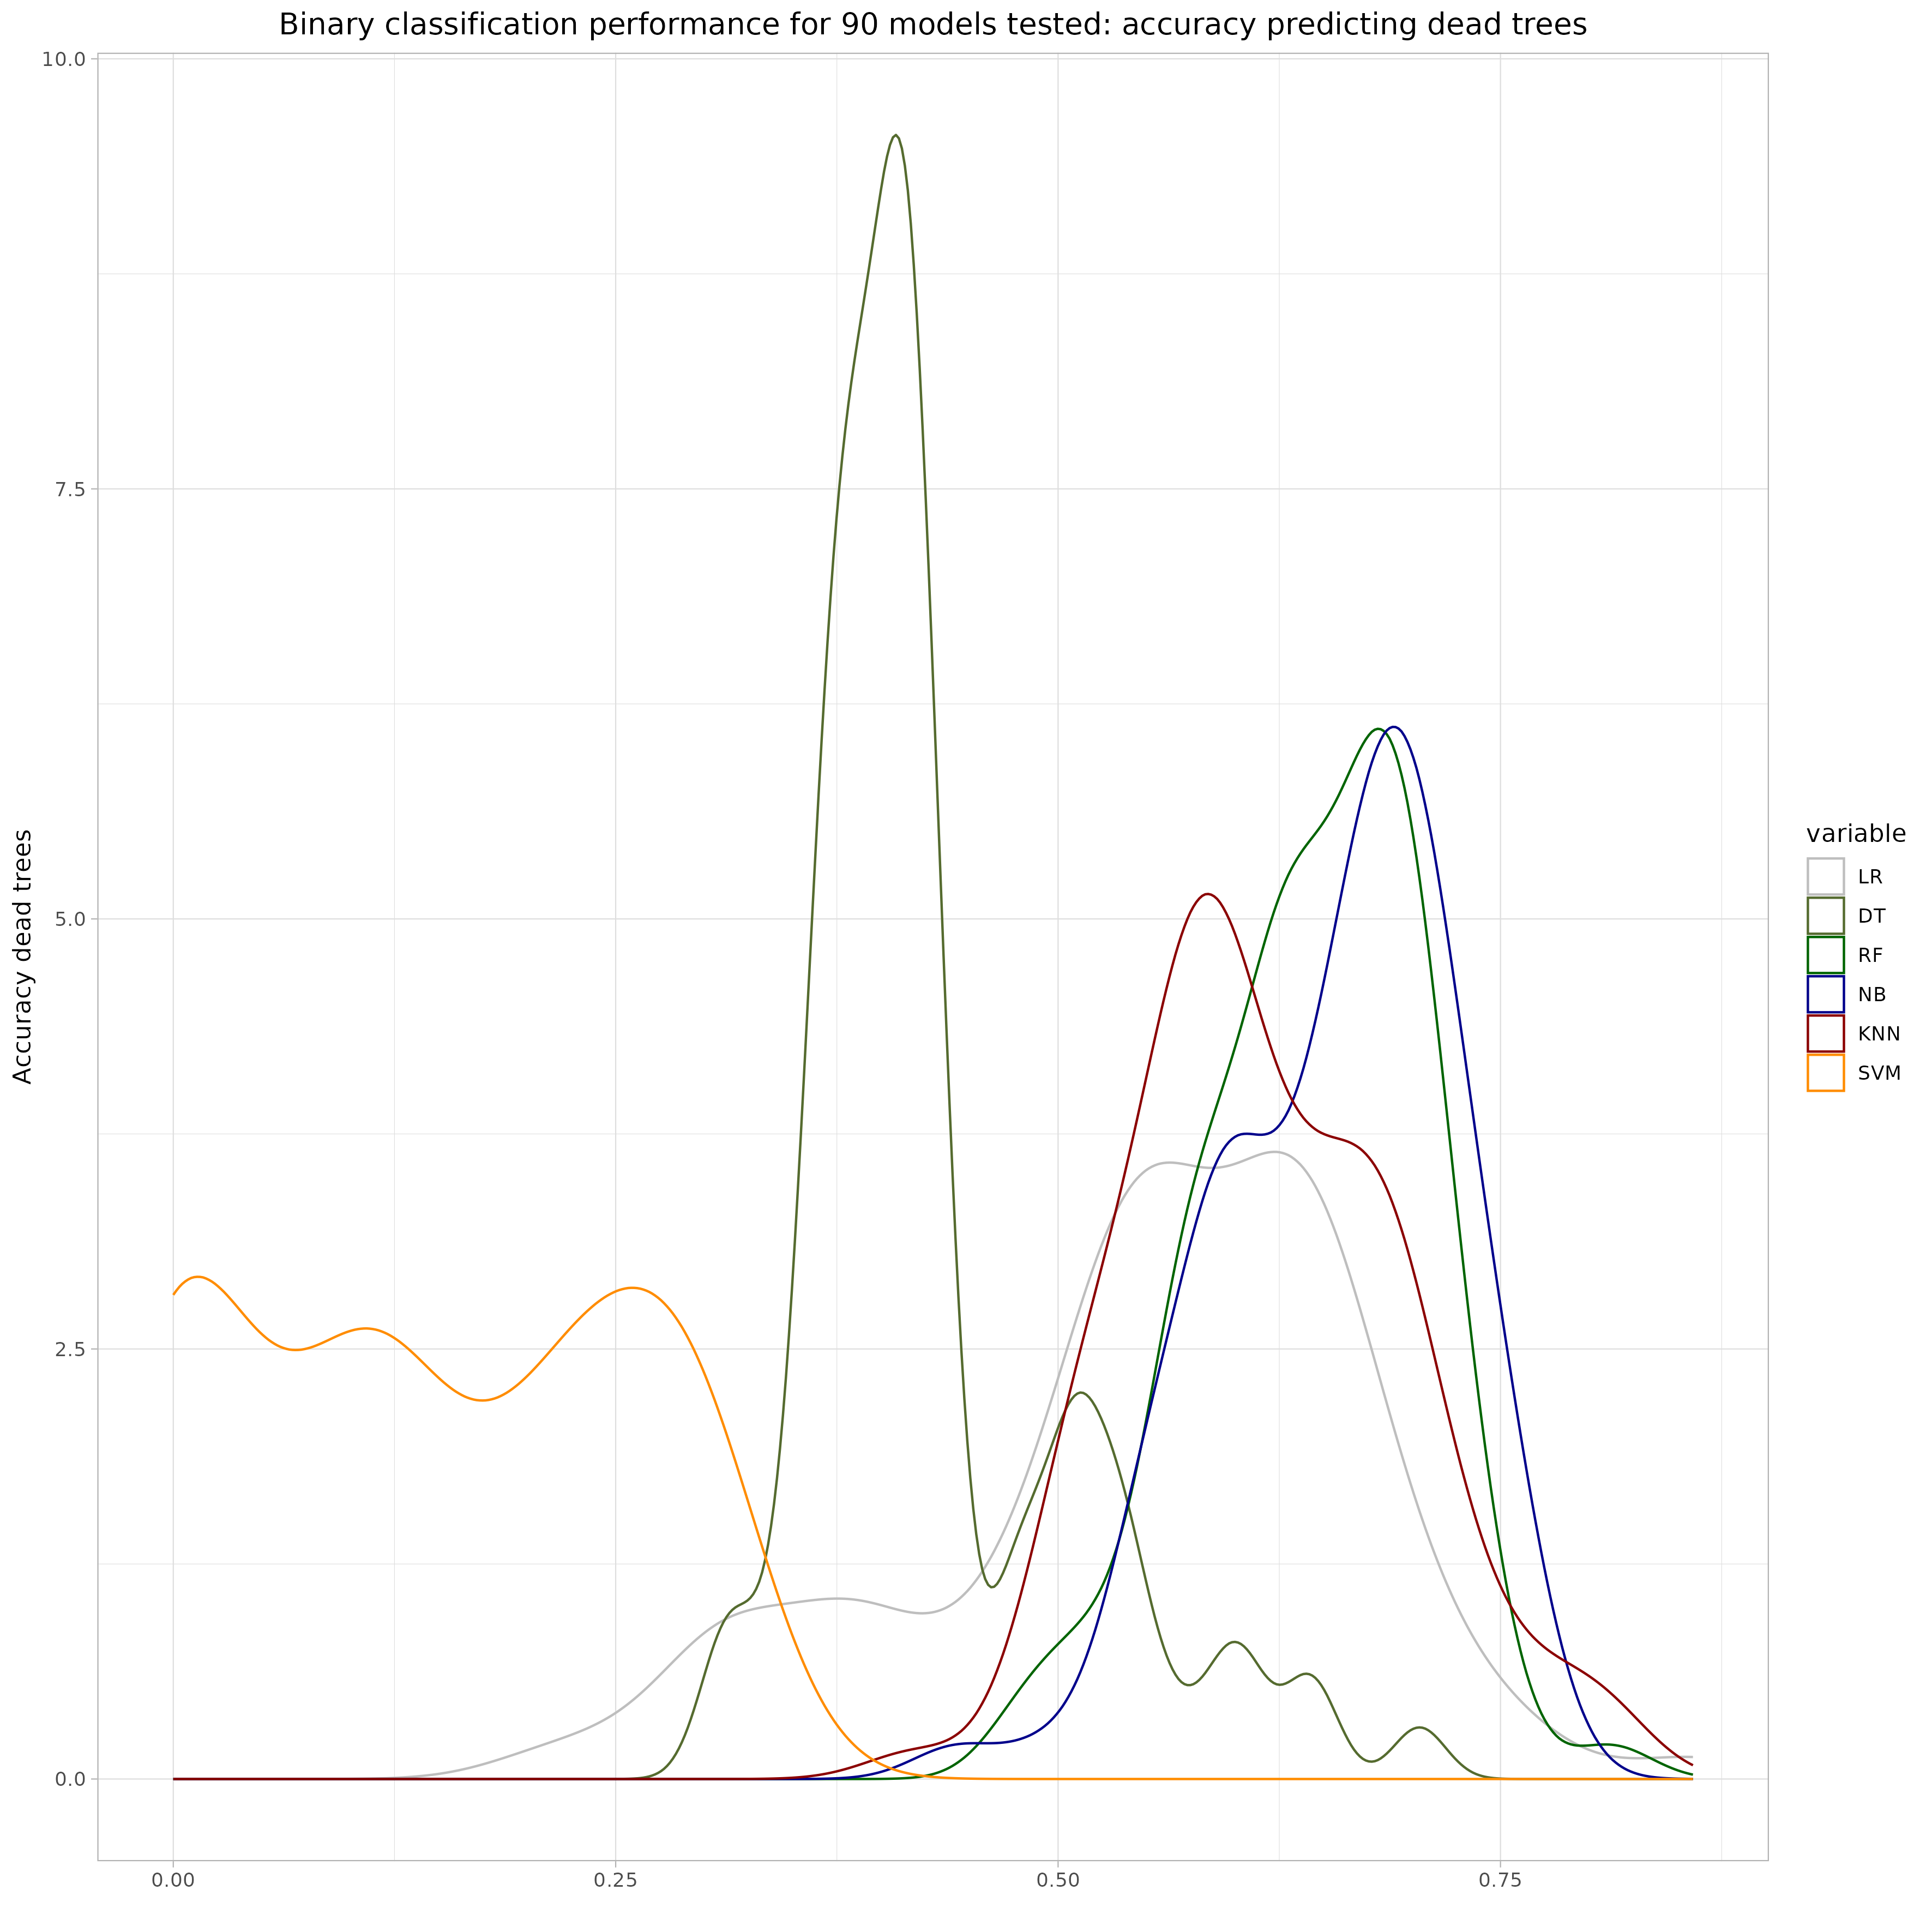 Binary classification performance for 90 models tested: accuracy predicting dead trees
10.0
7.5
5.0
2.5
0.0
Accuracy dead trees
0.00 0.25 0.50 0.75
variable
LR
DT
RF
NB
KNN
SVM